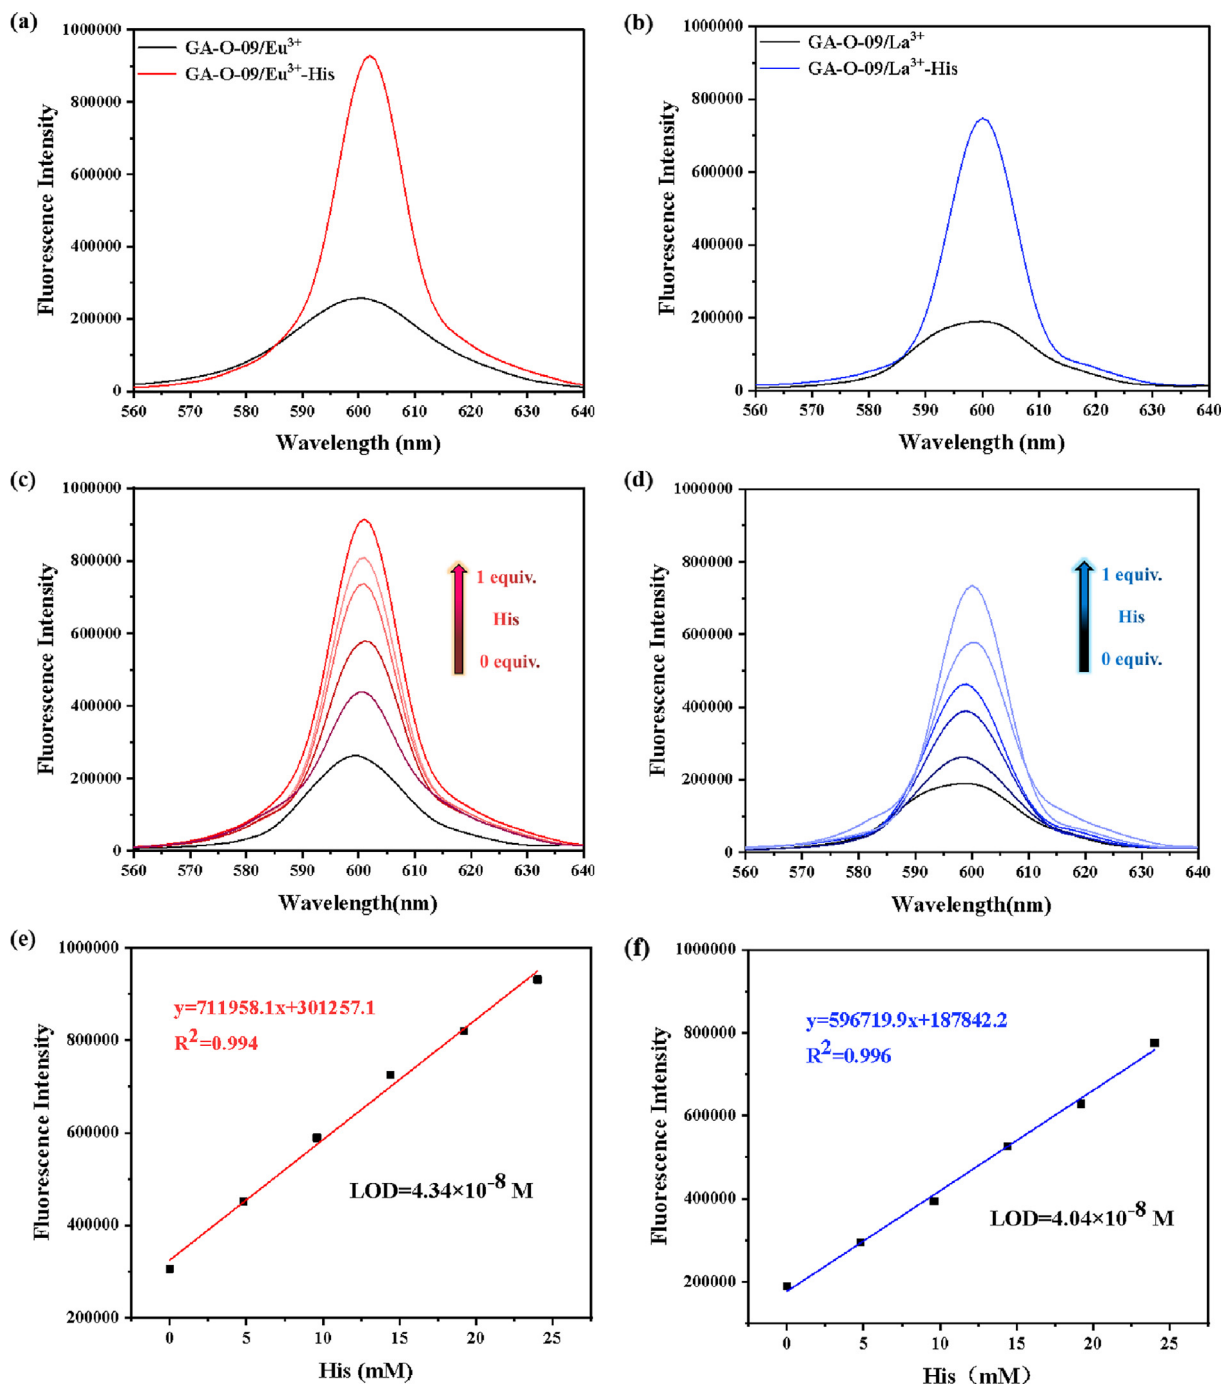 (a)
1000000
800000
600000
400000
200000
0
Fluorescence Intensity
GA-O-09/Eu³⁺
GA-O-09/Eu³⁺-His
560 570 580 590 600 610 620 630 640
Wavelength (nm)
(b)
1000000
800000
600000
400000
200000
0
Fluorescence Intensity
GA-O-09/La³⁺
GA-O-09/La³⁺-His
560 570 580 590 600 610 620 630 640
Wavelength (nm)
(c)
1000000
800000
600000
400000
200000
0
Fluorescence Intensity
1 equiv.
His
0 equiv.
560 570 580 590 600 610 620 630 640
Wavelength(nm)
(d)
1000000
800000
600000
400000
200000
0
Fluorescence Intensity
1 equiv.
His
0 equiv.
560 570 580 590 600 610 620 630 640
Wavelength(nm)
(e)
1000000
800000
600000
400000
200000
Fluorescence Intensity
y=711958.1x+301257.1
R²=0.994
LOD=4.34×10⁻⁸ M
0 5 10 15 20 25
His (mM)
(f)
1000000
800000
600000
400000
200000
Fluorescence Intensity
y=596719.9x+187842.2
R²=0.996
LOD=4.04×10⁻⁸ M
0 5 10 15 20 25
His（mM）